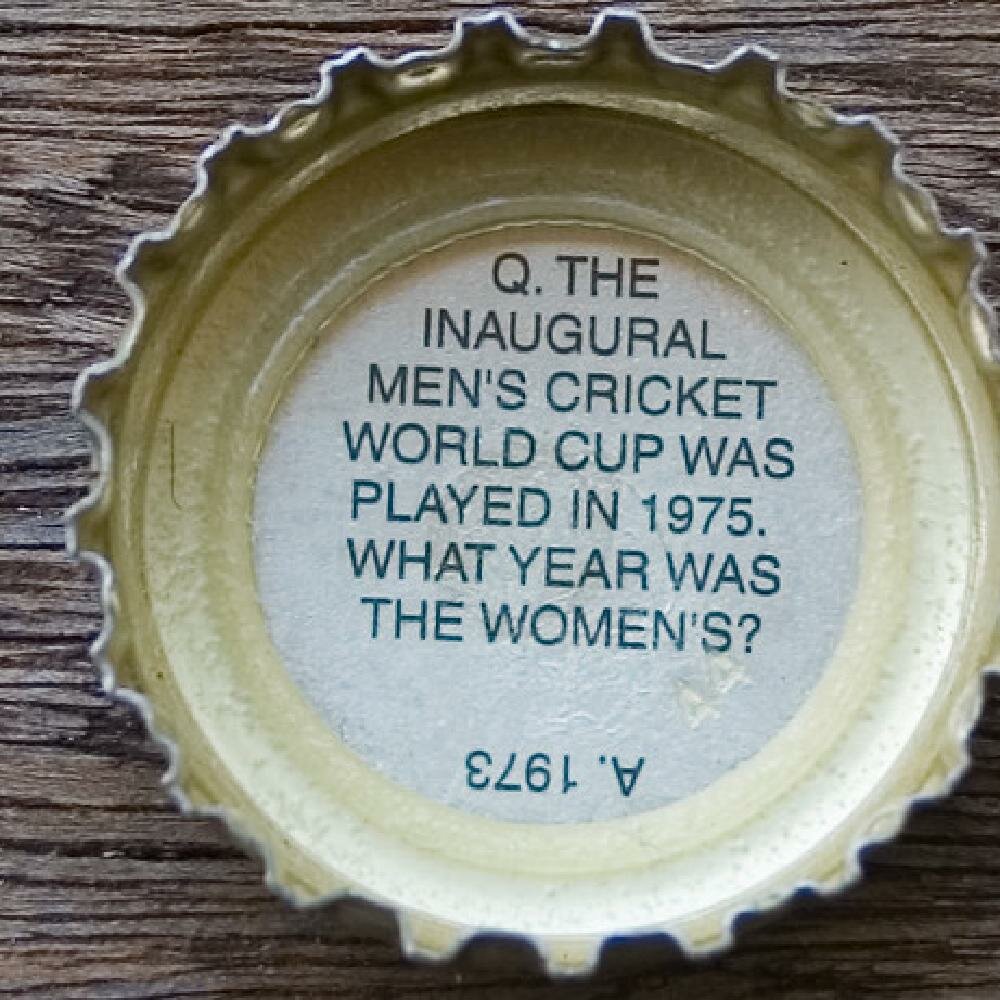 Q. THE
INAUGURAL
MEN'S CRICKET
WORLD CUP WAS
PLAYED IN 1975.
WHAT YEAR WAS
THE WOMEN'S?
A. 1973